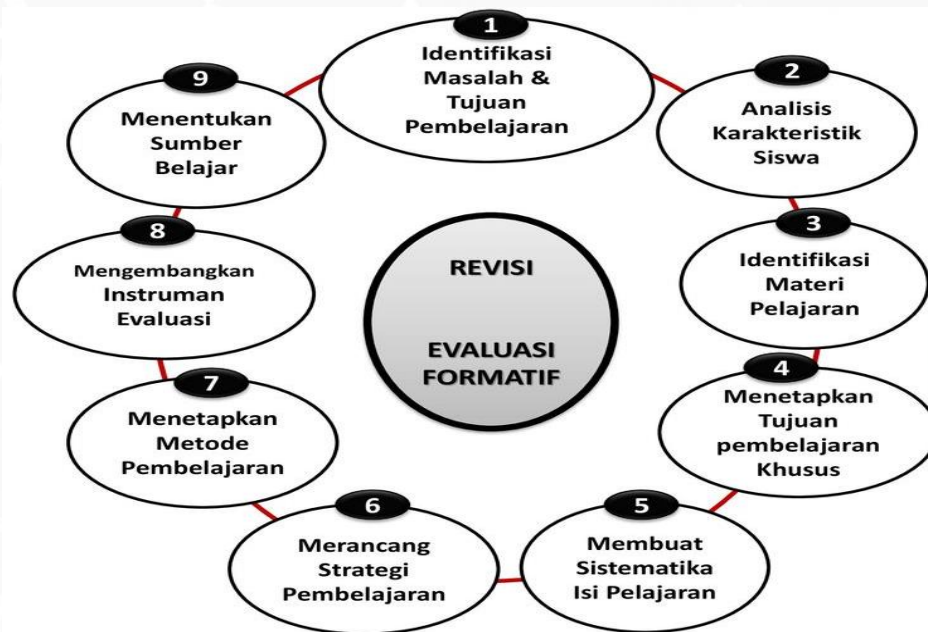 1
Identifikasi
Masalah &
Tujuan
Pembelajaran
2
Analisis
Karakteristik
Siswa
3
Identifikasi
Materi
Pelajaran
4
Menetapkan
Tujuan
pembelajaran
Khusus
5
Membuat
Sistematika
Isi Pelajaran
6
Merancang
Strategi
Pembelajaran
7
Menetapkan
Metode
Pembelajaran
8
Mengembangkan
Instruman
Evaluasi
9
Menentukan
Sumber
Belajar
REVISI
EVALUASI
FORMATIF